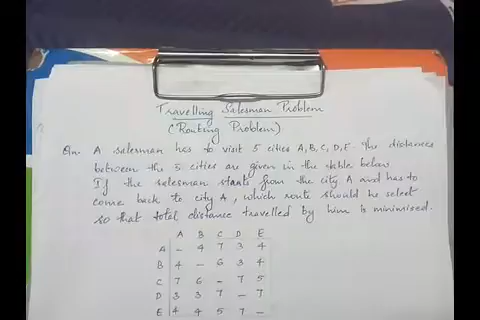 Travelling Salesman Problem
(Routing Problem)
Qn. A salesman has to visit 5 cities A, B, C, D, E. The distances
between the 5 cities are given in the table below
If the salesman starts from the city A and has to
come back to city A, which route should he select
so that total distance travelled by him is minimised.
A B C D E
A - 4 7 3 4
B 4 - 6 3 4
C 7 6 - 7 5
D 3 3 7 - 7
E 4 4 5 7 -